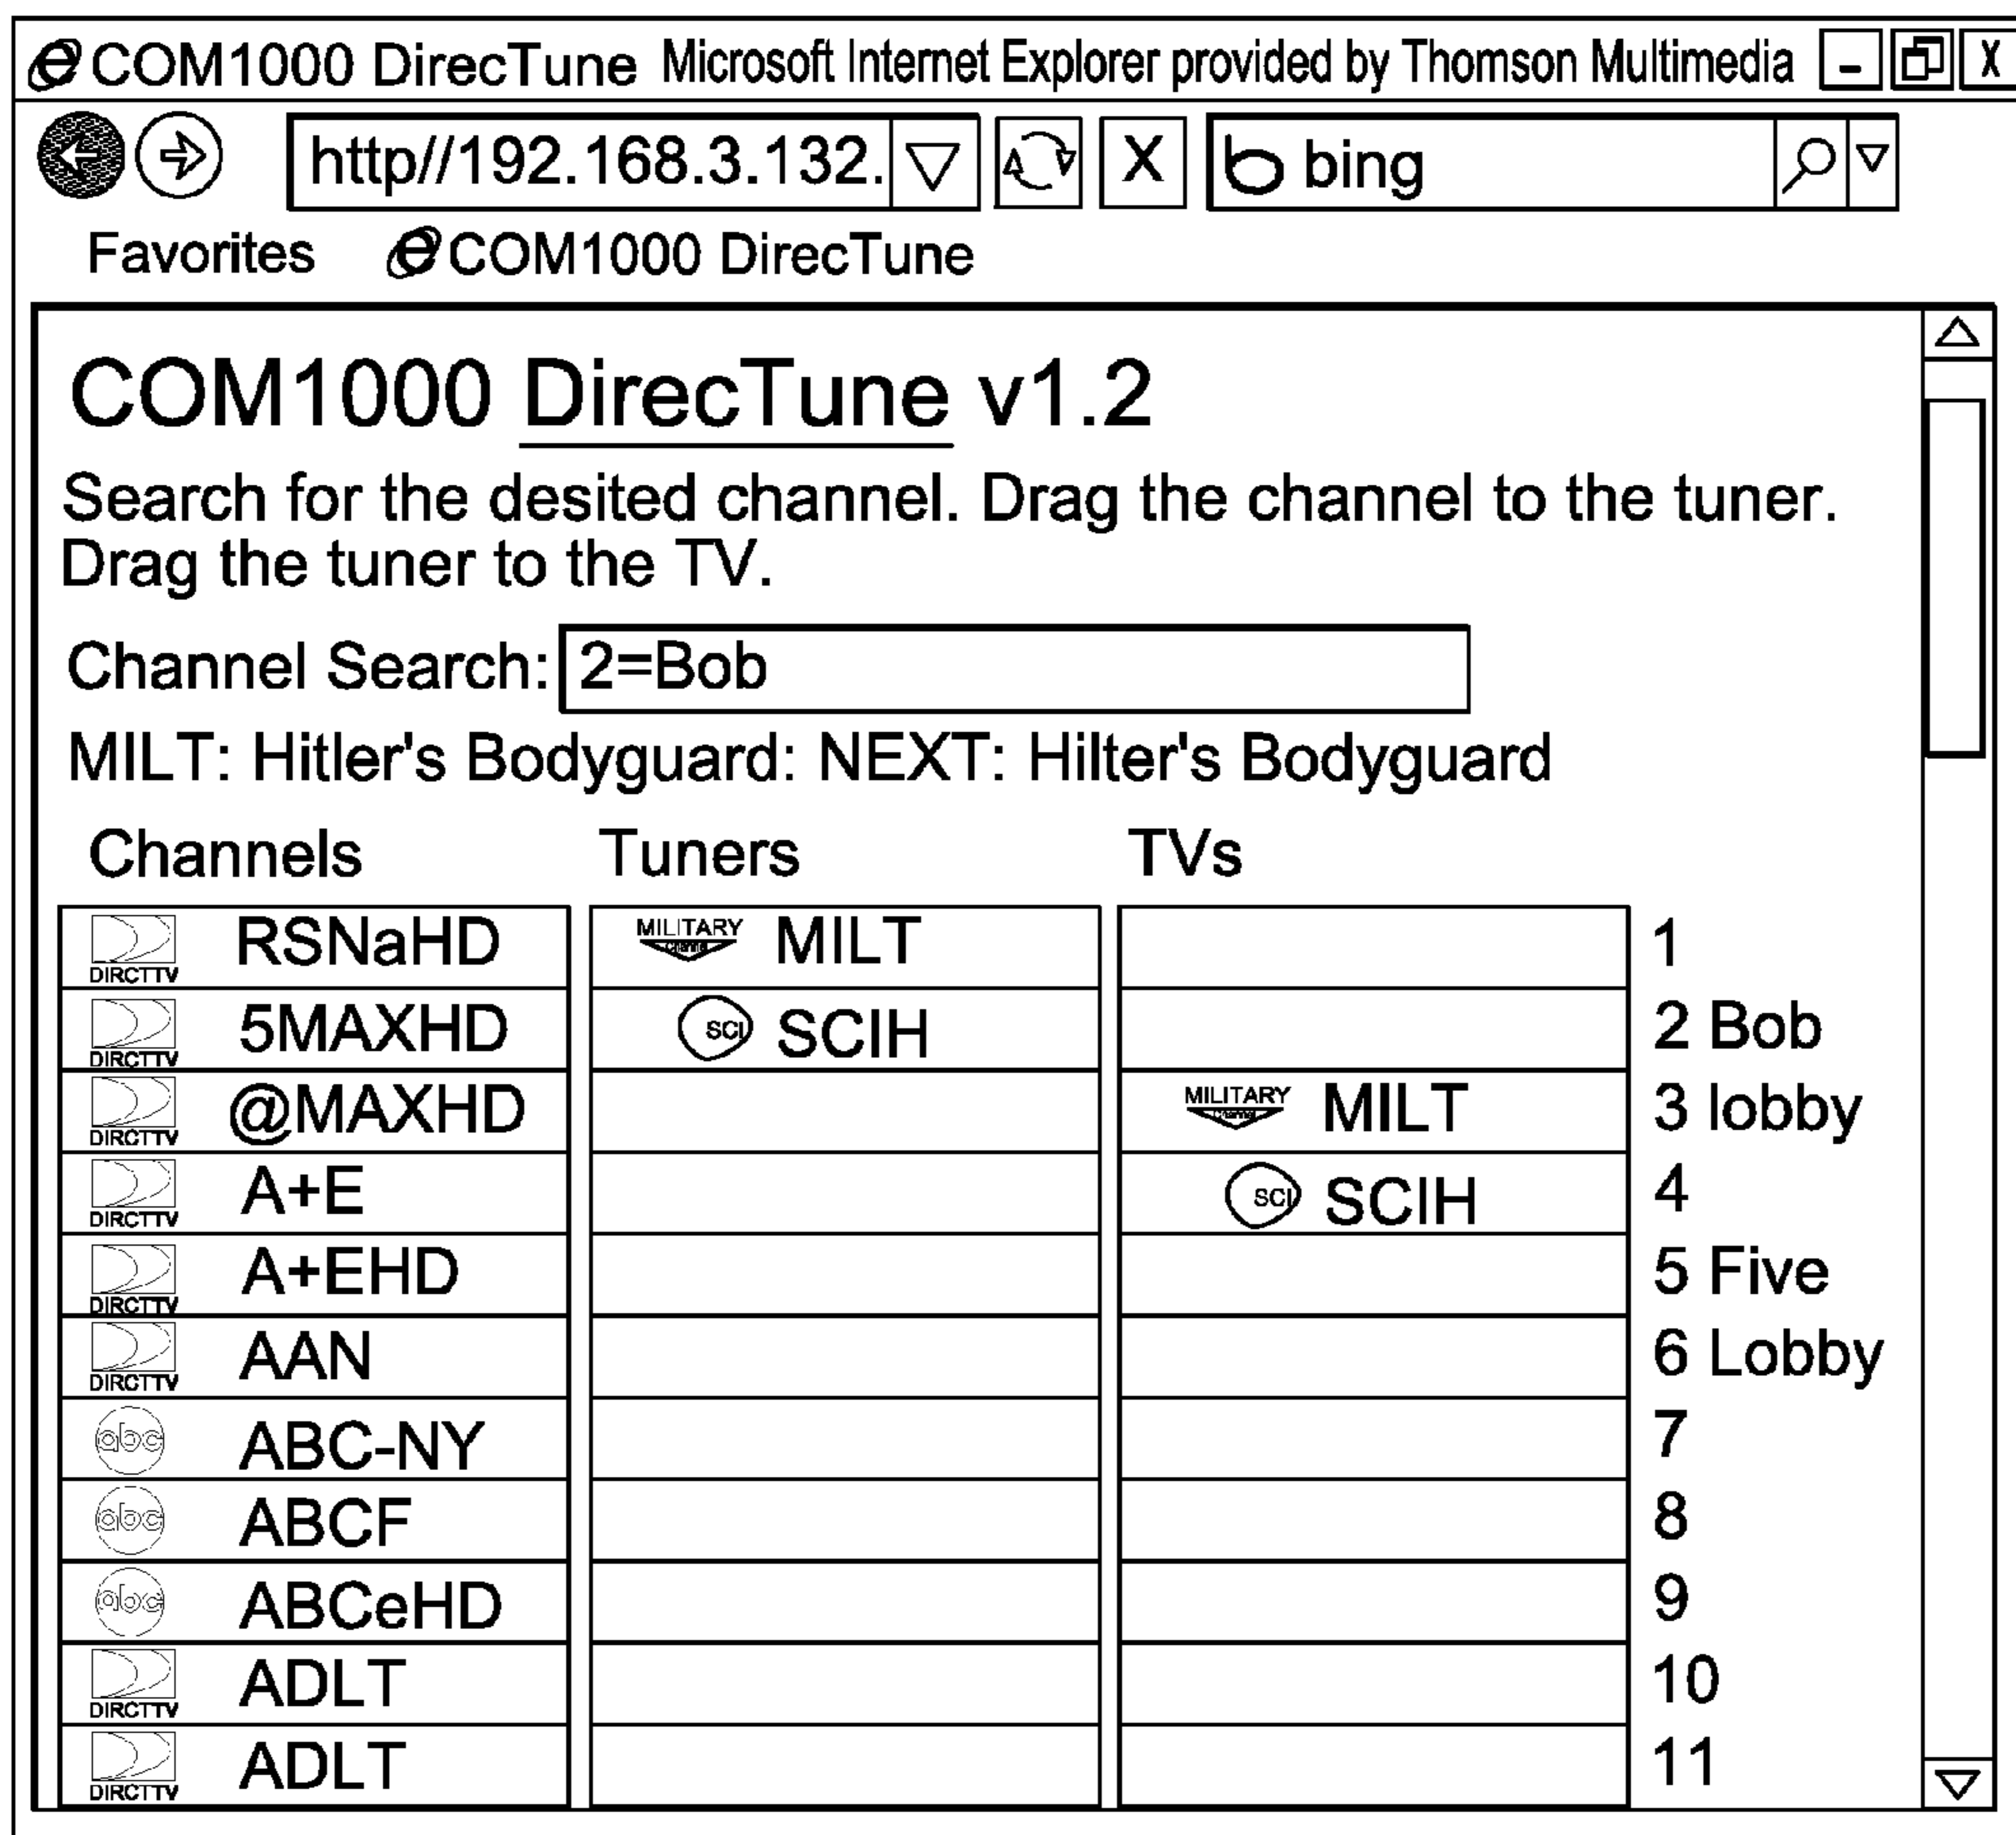 COM1000 DirecTune Microsoft Internet Explorer provided by Thomson Multimedia - X
http//192.168.3.132. X b bing
Favorites COM1000 DirecTune
COM1000 DirecTune v1.2
Search for the desited channel. Drag the channel to the tuner.
Drag the tuner to the TV.
Channel Search: 2=Bob
MILT: Hitler's Bodyguard: NEXT: Hilter's Bodyguard
Channels Tuners TVs
DIRCTTV RSNaHD MILITARY Channel MILT 1
DIRCTTV 5MAXHD SCI SCIH 2 Bob
DIRCTTV @MAXHD MILITARY Channel MILT 3 lobby
DIRCTTV A+E SCI SCIH 4
DIRCTTV A+EHD 5 Five
DIRCTTV AAN 6 Lobby
abc ABC-NY 7
abc ABCF 8
abc ABCeHD 9
DIRCTTV ADLT 10
DIRCTTV ADLT 11